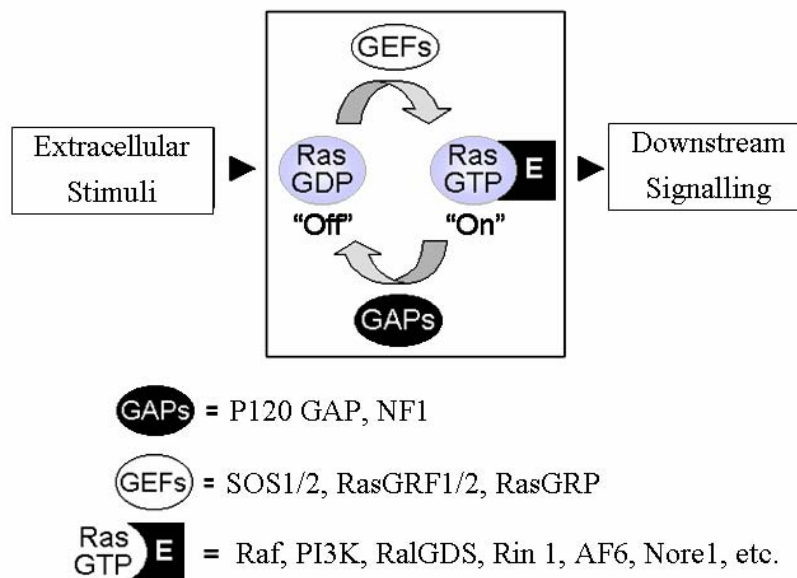 GEFs
Extracellular
Stimuli
Ras
GDP
"Off"
Ras
GTP
E
"On"
Downstream
Signalling
GAPs
GAPs = P120 GAP, NF1
GEFs = SOS1/2, RasGRF1/2, RasGRP
Ras
GTP E = Raf, PI3K, RalGDS, Rin 1, AF6, Nore1, etc.